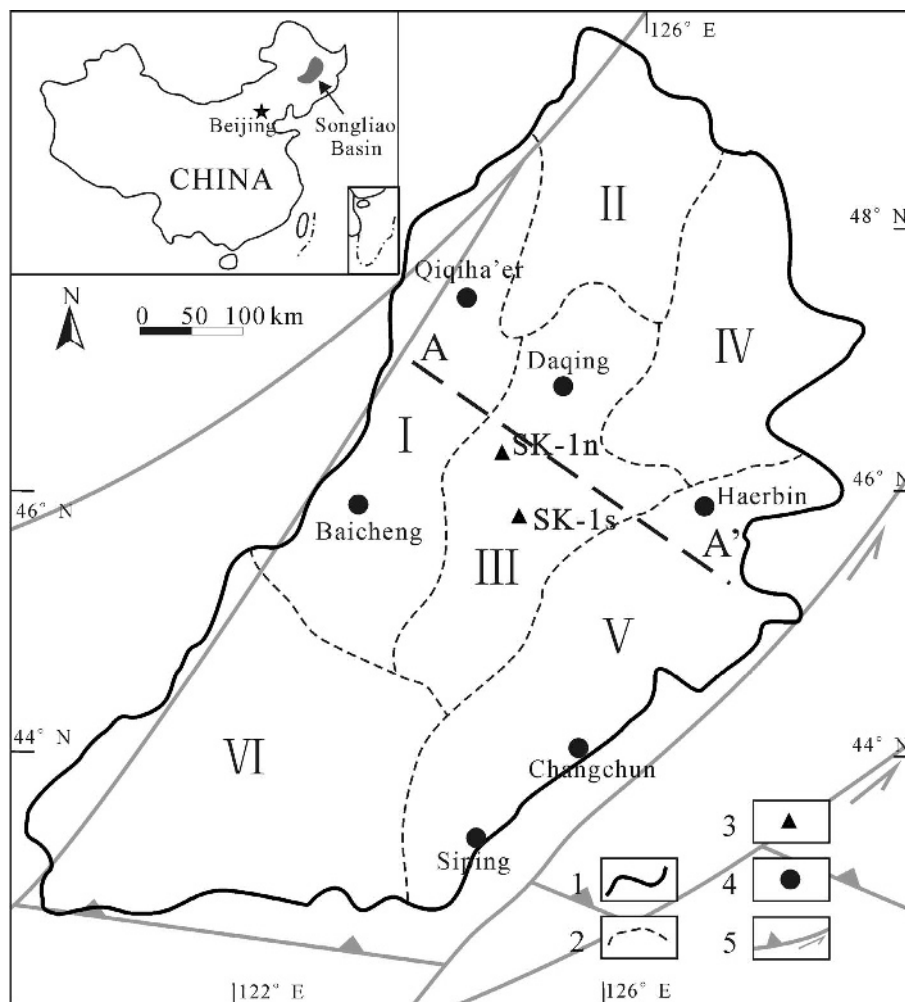 126° E
Beijing
Songliao
Basin
CHINA
II
48° N
Qiqiha’er
N
0 50 100 km
A
Daqing
IV
I
SK-1n
46° N
46° N
Haerbin
Baicheng
SK-1s
A’
III
V
44° N
44° N
VI
Changchun
3
Siping
1
4
2
5
122° E
126° E